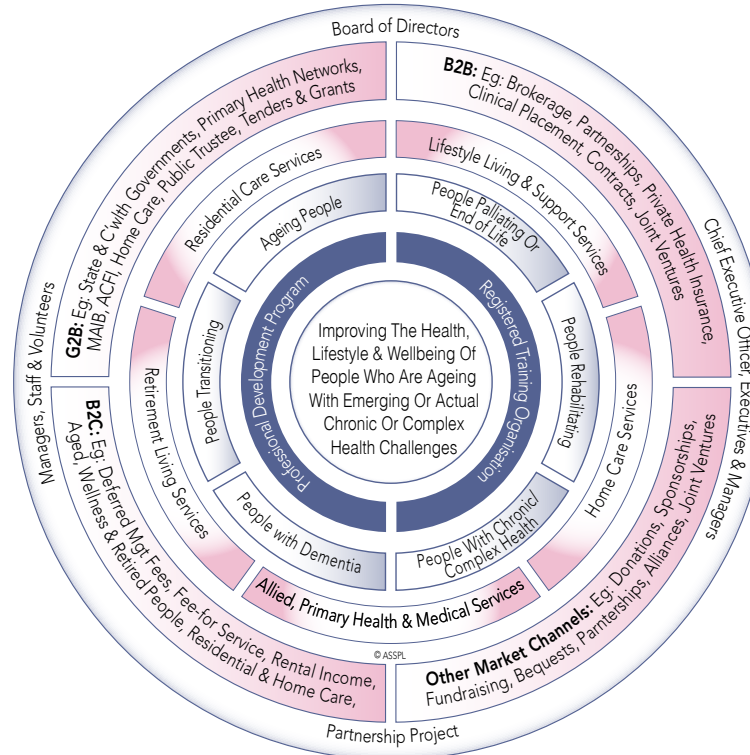 Board of Directors
Chief Executive Officer, Executives & Managers
Partnership Project
Managers, Staff & Volunteers
G2B: Eg: State & C'with Governments, Primary Health Networks,
MAIB, ACFI, Home Care, Public Trustee, Tenders & Grants
B2B: Eg: Brokerage, Partnerships, Private Health Insurance,
Clinical Placement, Contracts, Joint Ventures
B2C: Eg: Deferred Mgt Fees, Fee-for Service, Rental Income,
Aged, Wellness & Retired People, Residential & Home Care,
Other Market Channels: Eg: Donations, Sponsorships,
Fundraising, Bequests, Parnterships, Alliances, Joint Ventures
Residential Care Services
Lifestyle Living & Support Services
Home Care Services
Allied, Primary Health & Medical Services
Retirement Living Services
Ageing People
People Palliating Or
End of Life
People Rehabilitating
People With Chronic/
Complex Health
People with Dementia
People Transitioning
Professional Development Program
Registered Training Organisation
Improving The Health,
Lifestyle & Wellbeing Of
People Who Are Ageing
With Emerging Or Actual
Chronic Or Complex
Health Challenges
© ASSPL